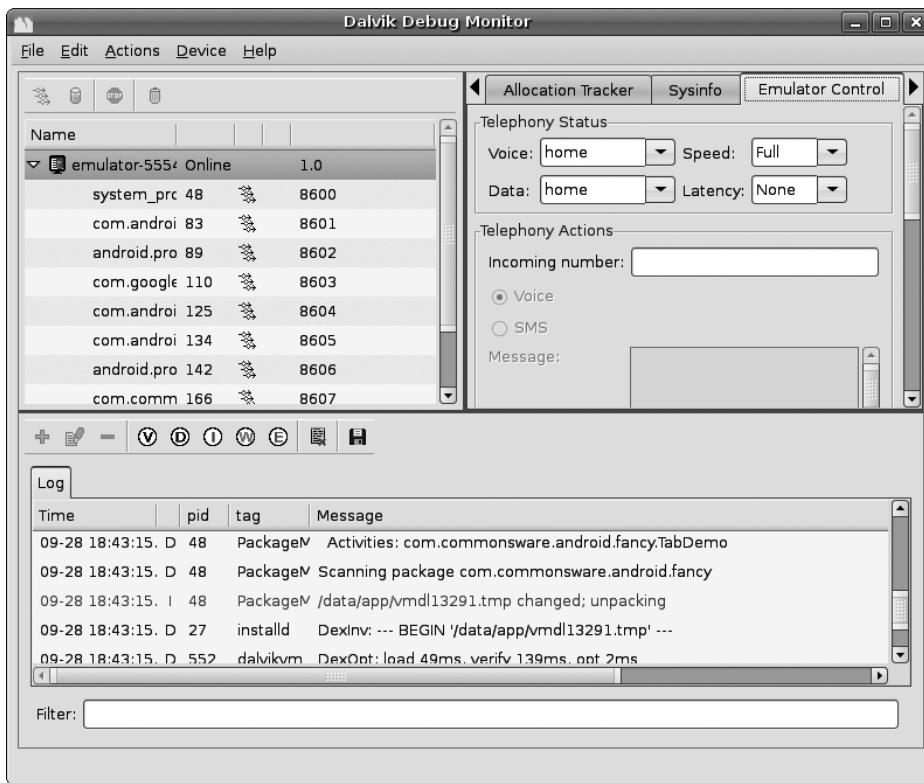 Dalvik Debug Monitor
File Edit Actions Device Help
STOP
Name
emulator-5554 Online 1.0
system_prc 48 8600
com.androi 83 8601
android.pro 89 8602
com.google 110 8603
com.androi 125 8604
com.androi 134 8605
android.pro 142 8606
com.comm 166 8607
Allocation Tracker Sysinfo Emulator Control
Telephony Status
Voice: home Speed: Full
Data: home Latency: None
Telephony Actions
Incoming number:
Voice
SMS
Message:
V D I W E
Log
Time pid tag Message
09-28 18:43:15. D 48 PackageM Activities: com.commonsware.android.fancy.TabDemo
09-28 18:43:15. D 48 PackageM Scanning package com.commonsware.android.fancy
09-28 18:43:15. I 48 PackageM /data/app/vmdl13291.tmp changed; unpacking
09-28 18:43:15. D 27 installd DexInv: --- BEGIN '/data/app/vmdl13291.tmp' ---
09-28 18:43:15. D 552 dalvikvm DexOpt: load 49ms, verify 139ms, opt 2ms
Filter: